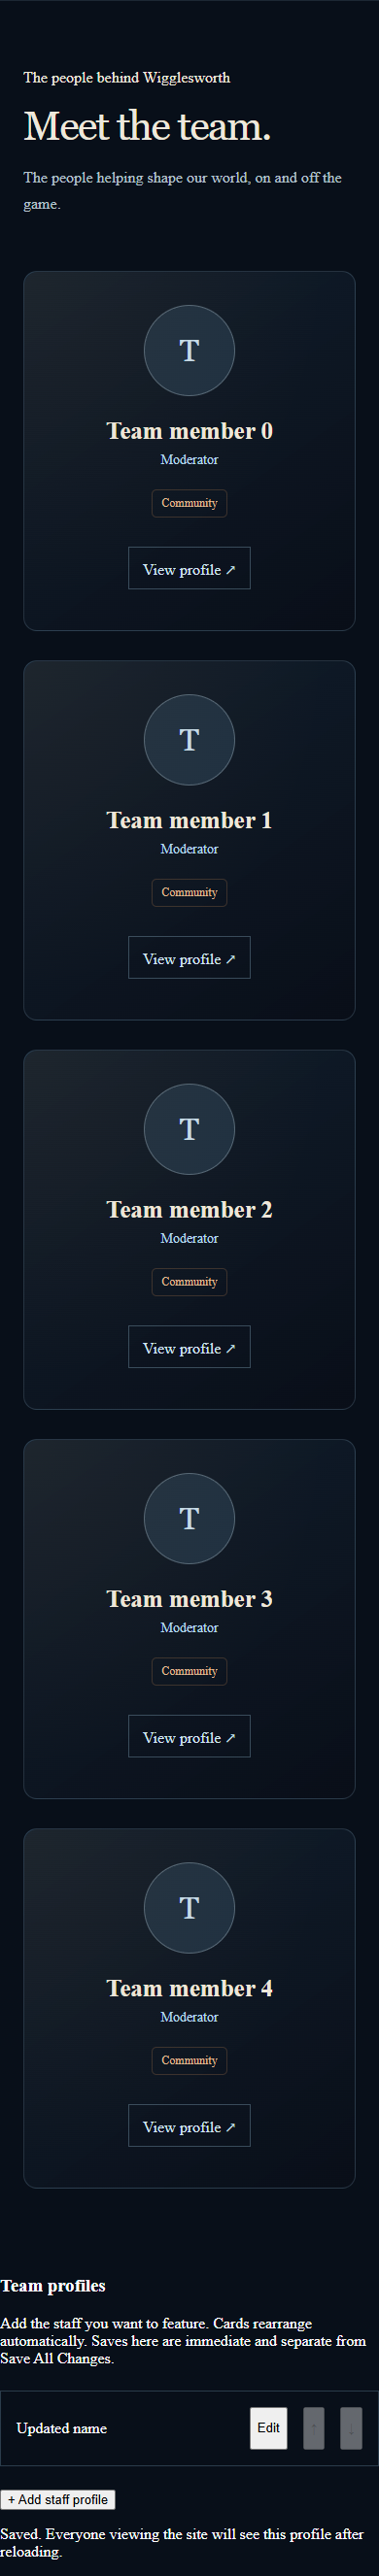 The people behind Wigglesworth
Meet the team.
The people helping shape our world, on and off the
game.
T
Team member 0
Moderator
Community
View profile ↗
T
Team member 1
Moderator
Community
View profile ↗
T
Team member 2
Moderator
Community
View profile ↗
T
Team member 3
Moderator
Community
View profile ↗
T
Team member 4
Moderator
Community
View profile ↗
Team profiles
Add the staff you want to feature. Cards rearrange
automatically. Saves here are immediate and separate from
Save All Changes.
Updated name Edit ↑ ↓
+ Add staff profile
Saved. Everyone viewing the site will see this profile after
reloading.